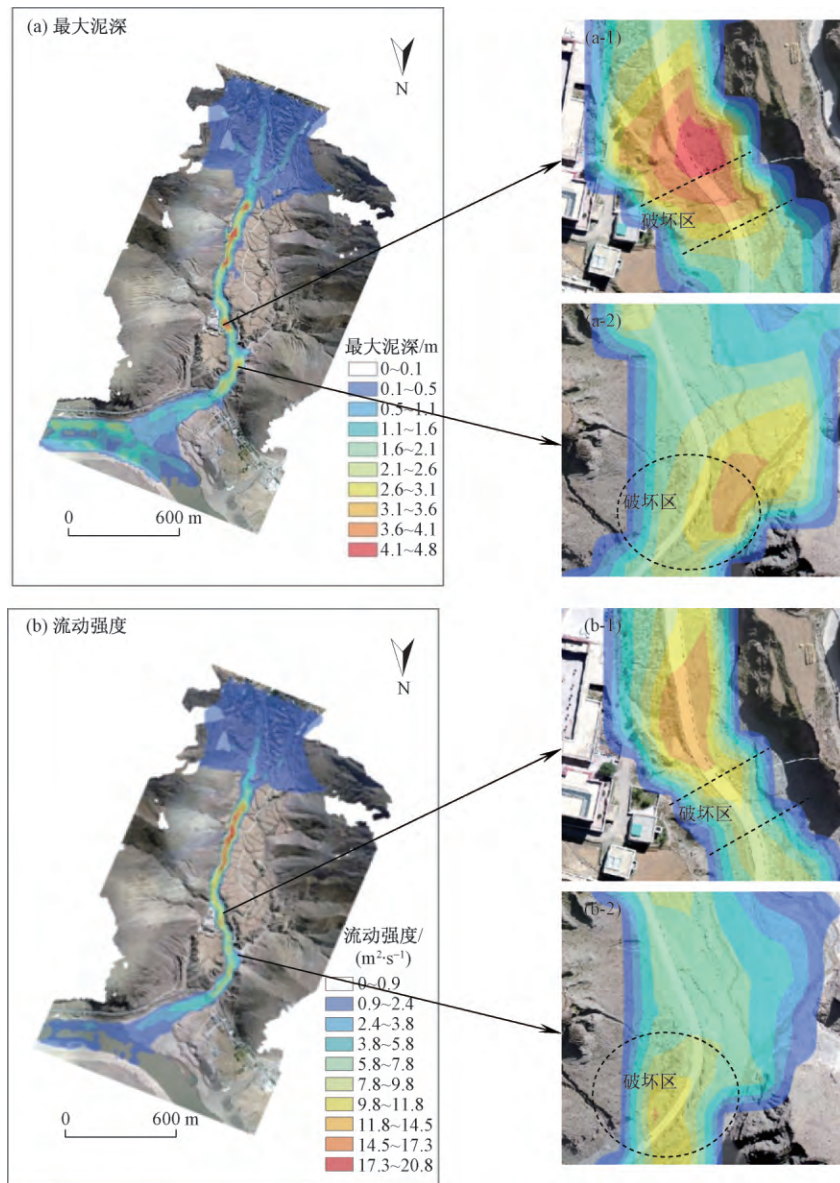 (a) 最大泥深
N
最大泥深/m
0~0.1
0.1~0.5
0.5~1.1
1.1~1.6
1.6~2.1
2.1~2.6
2.6~3.1
3.1~3.6
3.6~4.1
4.1~4.8
0 600 m
(a-1)
破坏区
(a-2)
破坏区
(b) 流动强度
N
流动强度/
(m²·s⁻¹)
0~0.9
0.9~2.4
2.4~3.8
3.8~5.8
5.8~7.8
7.8~9.8
9.8~11.8
11.8~14.5
14.5~17.3
17.3~20.8
0 600 m
(b-1)
破坏区
(b-2)
破坏区